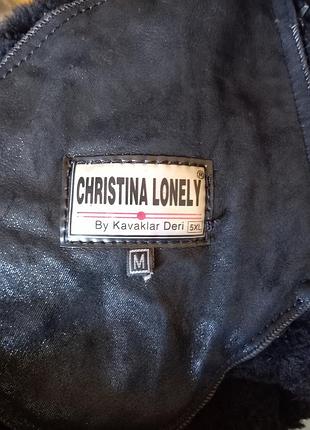 CHRISTINA LONELY®
By Kavaklar Deri 5XL
M